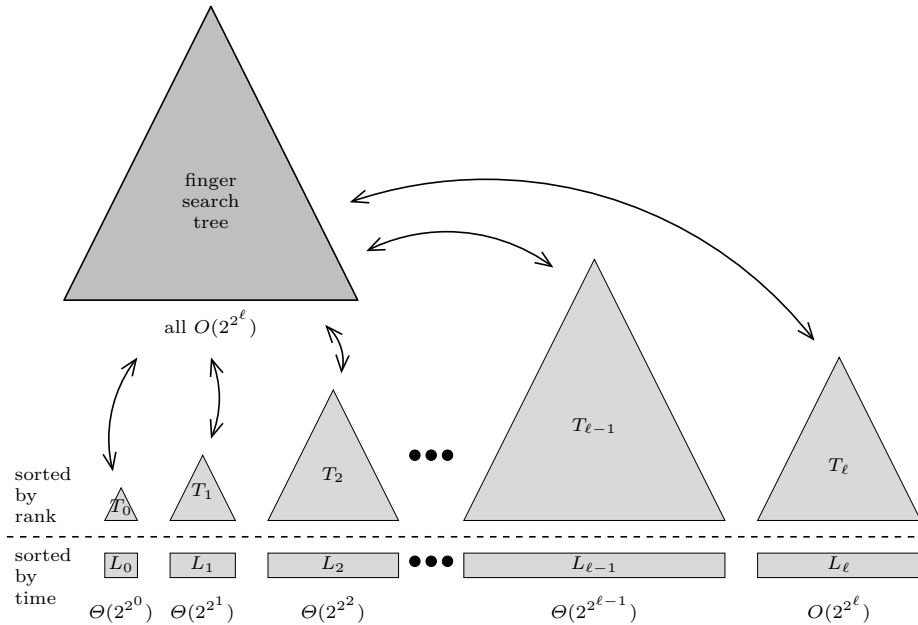 finger
search
tree
all O(2^{2^ℓ})
T_{ℓ−1}
T_ℓ
T_2
T_1
T_0
sorted
by
rank
sorted
by
time
L_0 L_1 L_2 L_{ℓ−1} L_ℓ
Θ(2^{2^0}) Θ(2^{2^1}) Θ(2^{2^2}) Θ(2^{2^{ℓ−1}}) O(2^{2^ℓ})